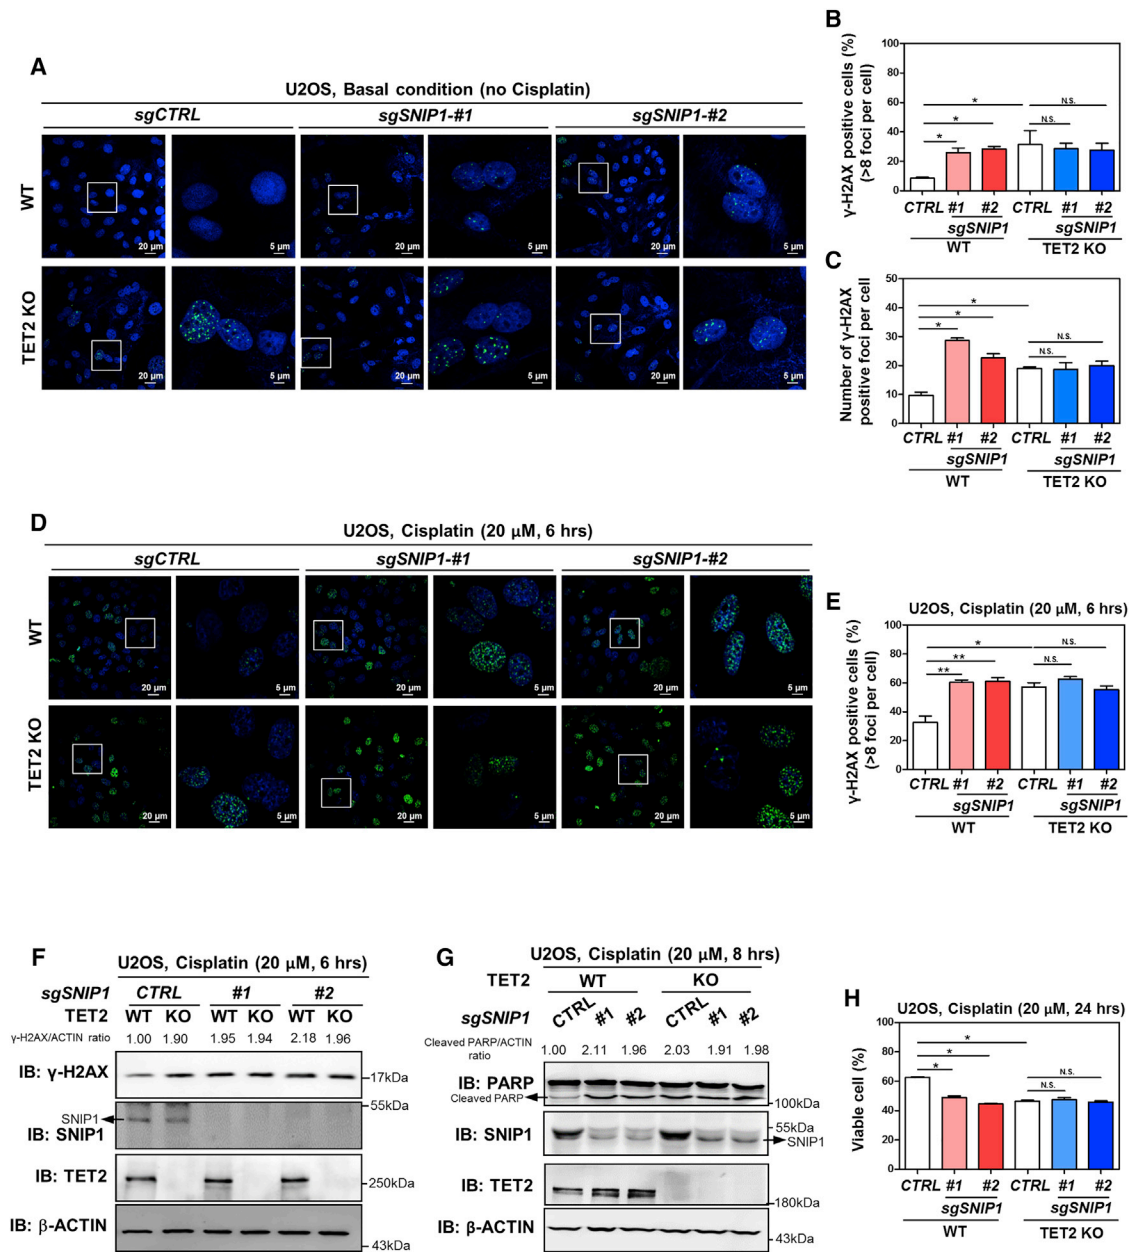 A
U2OS, Basal condition (no Cisplatin)
sgCTRL sgSNIP1-#1 sgSNIP1-#2
WT
20 μm 5 μm 20 μm 5 μm 20 μm 5 μm
TET2 KO
20 μm 5 μm 20 μm 5 μm 20 μm 5 μm
B
γ-H2AX positive cells (%)
(>8 foci per cell)
100
80
60
40
20
0
* * * N.S. N.S.
CTRL #1 #2 CTRL #1 #2
sgSNIP1 sgSNIP1
WT TET2 KO
C
Number of γ-H2AX
positive foci per cell
50
40
30
20
10
0
* * * N.S. N.S.
CTRL #1 #2 CTRL #1 #2
sgSNIP1 sgSNIP1
WT TET2 KO
D
U2OS, Cisplatin (20 μM, 6 hrs)
sgCTRL sgSNIP1-#1 sgSNIP1-#2
WT
20 μm 5 μm 20 μm 5 μm 20 μm 5 μm
TET2 KO
20 μm 5 μm 20 μm 5 μm 20 μm 5 μm
E
U2OS, Cisplatin (20 μM, 6 hrs)
γ-H2AX positive cells (%)
(>8 foci per cell)
100
80
60
40
20
0
* ** ** N.S. N.S.
CTRL #1 #2 CTRL #1 #2
sgSNIP1 sgSNIP1
WT TET2 KO
F
U2OS, Cisplatin (20 μM, 6 hrs)
sgSNIP1 CTRL #1 #2
TET2 WT KO WT KO WT KO
γ-H2AX/ACTIN ratio 1.00 1.90 1.95 1.94 2.18 1.96
IB: γ-H2AX 17kDa
55kDa
SNIP1
IB: SNIP1
IB: TET2 250kDa
IB: β-ACTIN
43kDa
G
U2OS, Cisplatin (20 μM, 8 hrs)
TET2 WT KO
sgSNIP1 CTRL #1 #2 CTRL #1 #2
Cleaved PARP/ACTIN
ratio 1.00 2.11 1.96 2.03 1.91 1.98
IB: PARP
Cleaved PARP
100kDa
IB: SNIP1 55kDa
SNIP1
IB: TET2
180kDa
IB: β-ACTIN
43kDa
H
U2OS, Cisplatin (20 μM, 24 hrs)
Viable cell (%)
100
80
60
40
20
0
* * * N.S. N.S.
CTRL #1 #2 CTRL #1 #2
sgSNIP1 sgSNIP1
WT TET2 KO